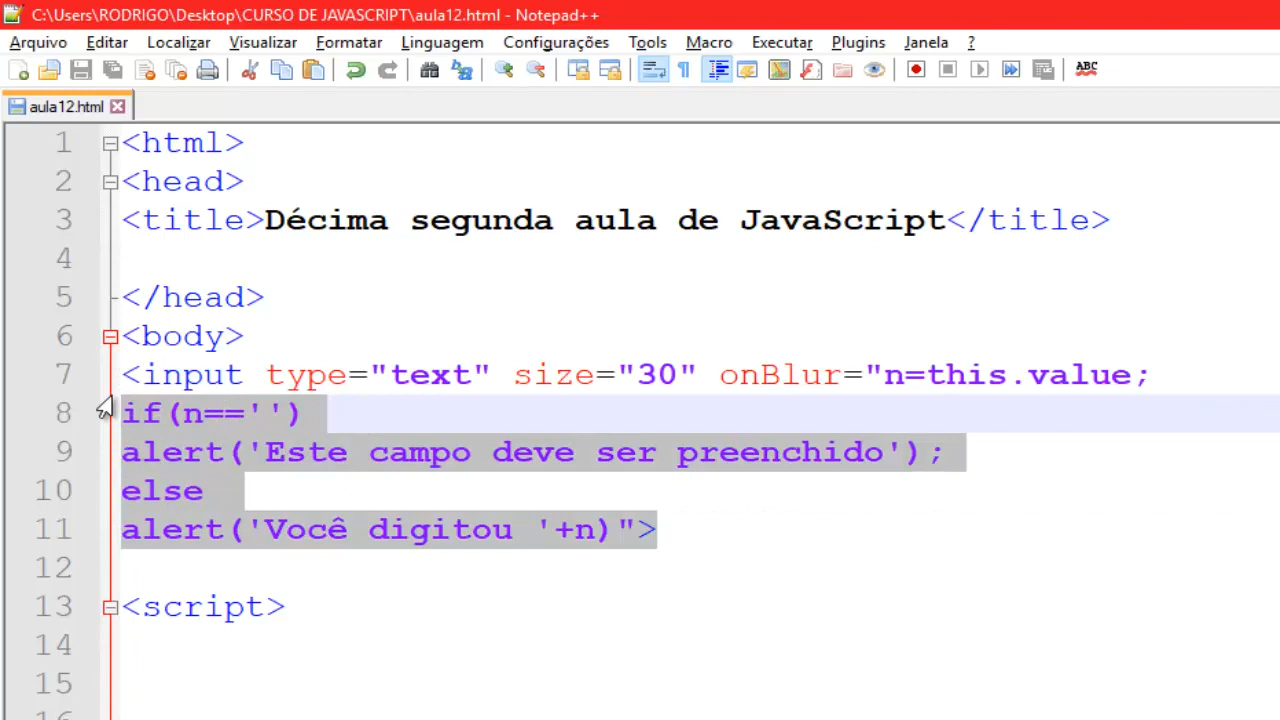 C:\Users\RODRIGO\Desktop\CURSO DE JAVASCRIPT\aula12.html - Notepad++
Arquivo Editar Localizar Visualizar Formatar Linguagem Configurações Tools Macro Executar Plugins Janela ?
ABC
aula12.html
1 <html>
2 <head>
3 <title>Décima segunda aula de JavaScript</title>
4
5 </head>
6 <body>
7 <input type="text" size="30" onBlur="n=this.value;
8 if(n=='')
9 alert('Este campo deve ser preenchido');
10 else
11 alert('Você digitou '+n)">
12
13 <script>
14
15
16